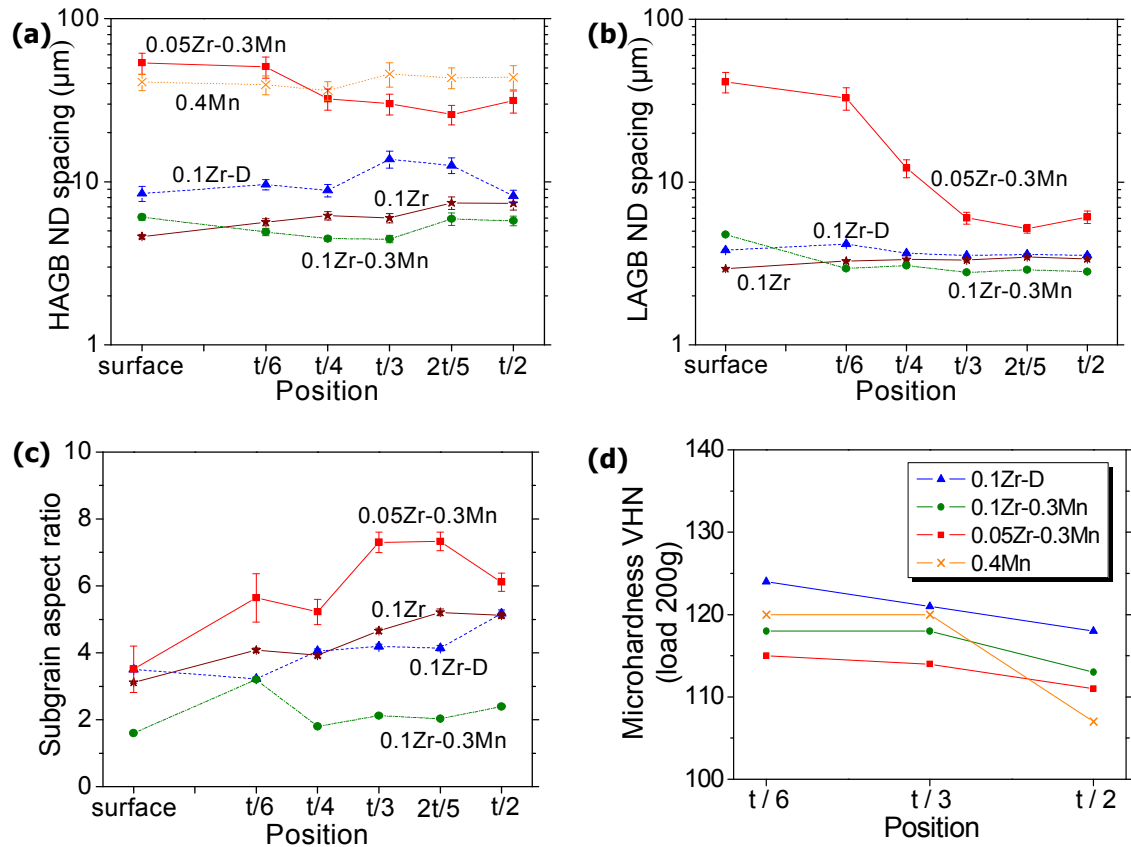 (a)
HAGB ND spacing (µm)
100
10
1
0.05Zr-0.3Mn
0.4Mn
0.1Zr-D
0.1Zr
0.1Zr-0.3Mn
surface t/6 t/4 t/3 2t/5 t/2
Position
(b)
LAGB ND spacing (µm)
100
10
1
0.05Zr-0.3Mn
0.1Zr-D
0.1Zr
0.1Zr-0.3Mn
surface t/6 t/4 t/3 2t/5 t/2
Position
(c)
Subgrain aspect ratio
10
8
6
4
2
0
0.05Zr-0.3Mn
0.1Zr
0.1Zr-D
0.1Zr-0.3Mn
surface t/6 t/4 t/3 2t/5 t/2
Position
(d)
Microhardness VHN
(load 200g)
140
130
120
110
100
0.1Zr-D
0.1Zr-0.3Mn
0.05Zr-0.3Mn
0.4Mn
t / 6 t / 3 t / 2
Position